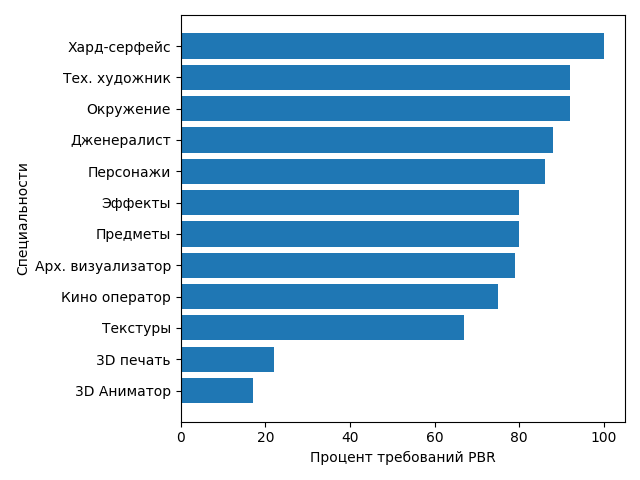 Хард-серфейс
Тех. художник
Окружение
Дженералист
Персонажи
Эффекты
Предметы
Арх. визуализатор
Кино оператор
Текстуры
3D печать
3D Аниматор
Специальности
0 20 40 60 80 100
Процент требований PBR